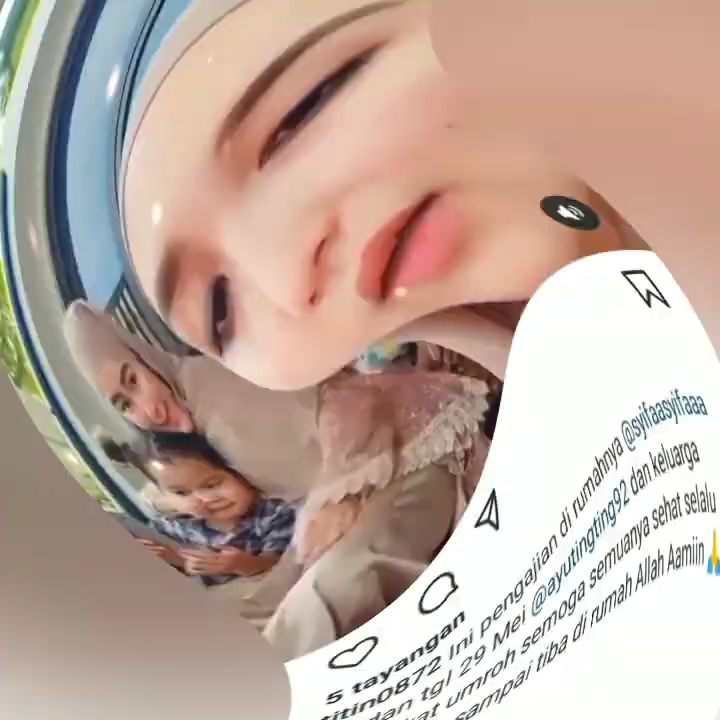 5 tayangan
titin0872 Ini pengajian di rumahnya @syifaasyifaaa
dan tgl 29 Mei @ayutingting92 dan keluarga
umroh semoga semuanya sehat selalu
sampai tiba di rumah Allah Aamiin 🙏